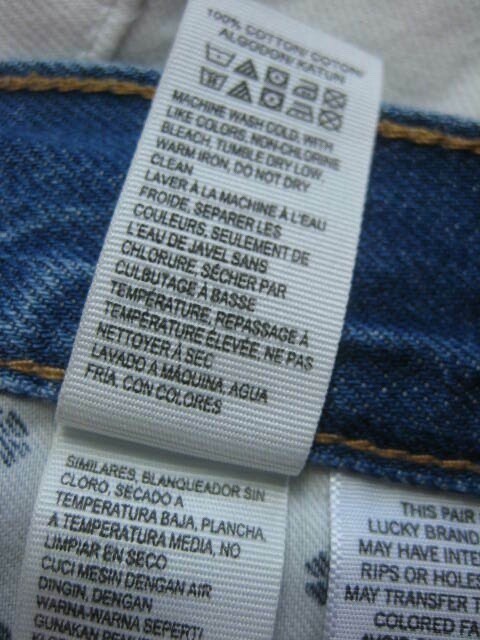 100% COTTON/ COTON/
ALGODON/ KATUN
MACHINE WASH COLD, WITH
LIKE COLORS, NON-CHLORINE
BLEACH, TUMBLE DRY LOW,
WARM IRON, DO NOT DRY
CLEAN
LAVER À LA MACHINE À L'EAU
FROIDE, SEPARER LES
COULEURS, SEULEMENT DE
L'EAU DE JAVEL SANS
CHLORURE, SÉCHER PAR
CULBUTAGE À BASSE
TEMPÉRATURE, REPASSAGE À
TEMPÉRATURE ÉLEVÉE, NE PAS
NETTOYER À SEC
LAVADO A MÁQUINA, AGUA
FRÍA, CON COLORES
SIMILARES, BLANQUEADOR SIN
CLORO, SECADO A
TEMPERATURA BAJA, PLANCHA
A TEMPERATURA MEDIA, NO
LIMPIAR EN SECO
CUCI MESIN DENGAN AIR
DINGIN, DENGAN
WARNA-WARNA SEPERTI
GUNAKAN
THIS PAIR
LUCKY BRAND
MAY HAVE INTE
RIPS OR HOLES
MAY TRANSFER T
COLORED FA